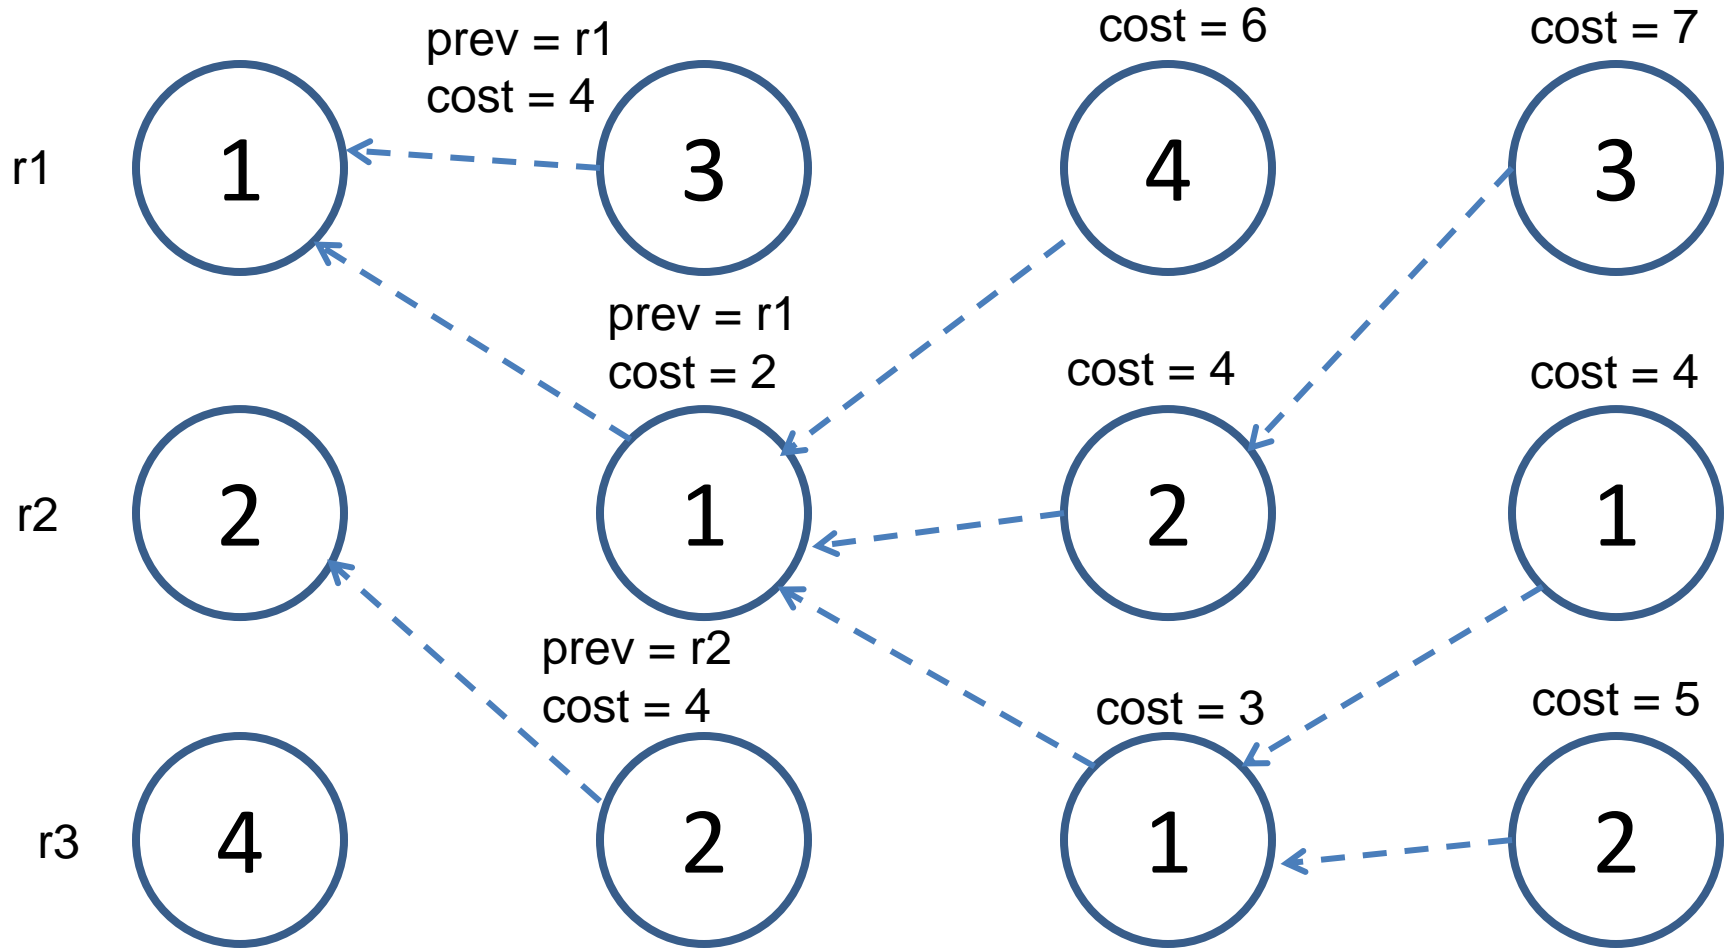 prev = r1
cost = 4
cost = 6
cost = 7
r1
1
3
4
3
prev = r1
cost = 2
cost = 4
cost = 4
r2
2
1
2
1
prev = r2
cost = 4
cost = 3
cost = 5
r3
4
2
1
2